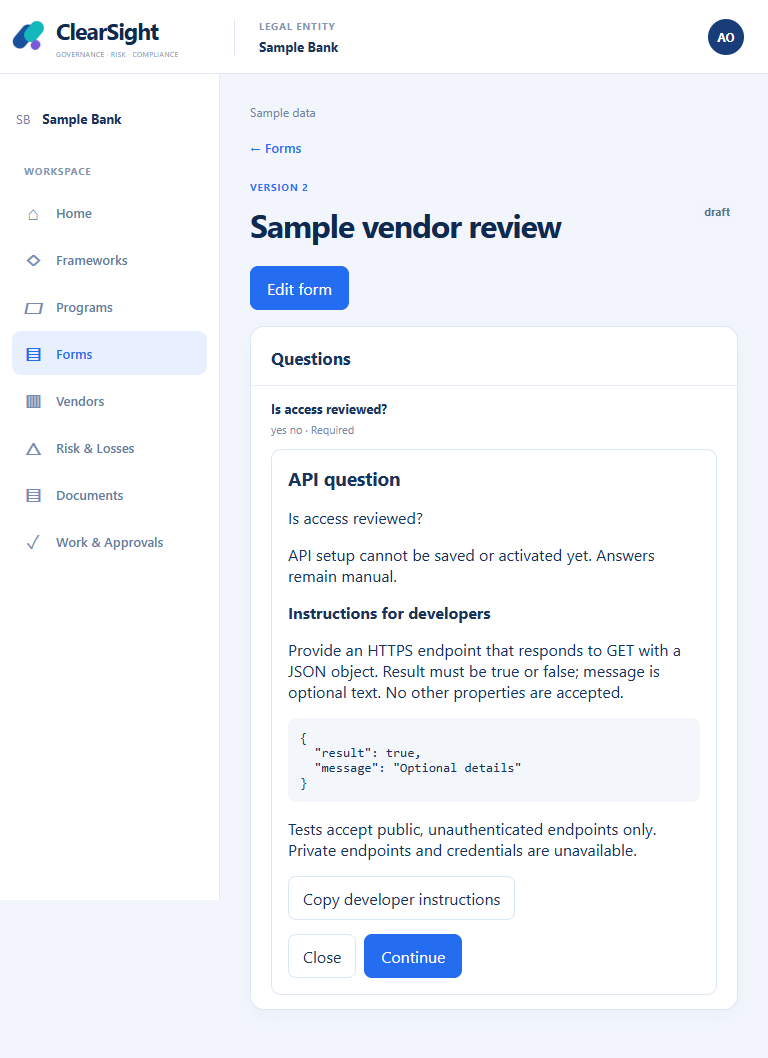 ClearSight
GOVERNANCE · RISK · COMPLIANCE
LEGAL ENTITY
Sample Bank
AO
SB Sample Bank
WORKSPACE
Home
Frameworks
Programs
Forms
Vendors
Risk & Losses
Documents
Work & Approvals
Sample data
← Forms
VERSION 2
Sample vendor review
draft
Edit form
Questions
Is access reviewed?
yes no · Required
API question
Is access reviewed?
API setup cannot be saved or activated yet. Answers
remain manual.
Instructions for developers
Provide an HTTPS endpoint that responds to GET with a
JSON object. Result must be true or false; message is
optional text. No other properties are accepted.
{
  "result": true,
  "message": "Optional details"
}
Tests accept public, unauthenticated endpoints only.
Private endpoints and credentials are unavailable.
Copy developer instructions
Close
Continue